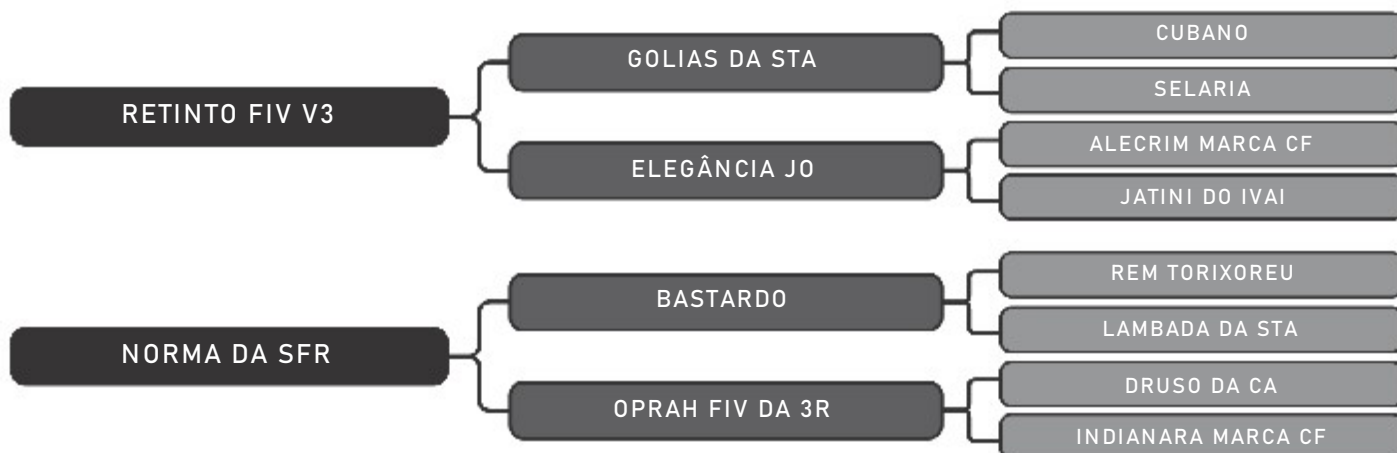 RETINTO FIV V3
GOLIAS DA STA
CUBANO
SELARIA
ELEGÂNCIA JO
ALECRIM MARCA CF
JATINI DO IVAI
NORMA DA SFR
BASTARDO
REM TORIXOREU
LAMBADA DA STA
OPRAH FIV DA 3R
DRUSO DA CA
INDIANARA MARCA CF